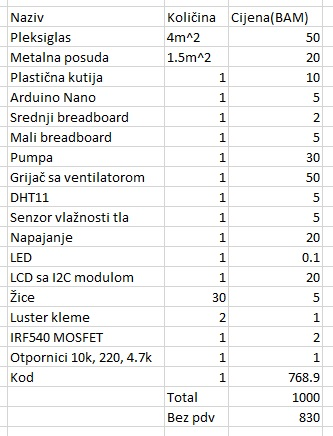 Naziv Količina Cijena(BAM)
Pleksiglas 4m^2 50
Metalna posuda 1.5m^2 20
Plastična kutija 1 10
Arduino Nano 1 5
Srednji breadboard 1 2
Mali breadboard 1 5
Pumpa 1 30
Grijač sa ventilatorom 1 50
DHT11 1 5
Senzor vlažnosti tla 1 5
Napajanje 1 20
LED 1 0.1
LCD sa I2C modulom 1 20
Žice 30 5
Luster kleme 2 1
IRF540 MOSFET 1 2
Otpornici 10k, 220, 4.7k 1 1
Kod 1 768.9
Total 1000
Bez pdv 830